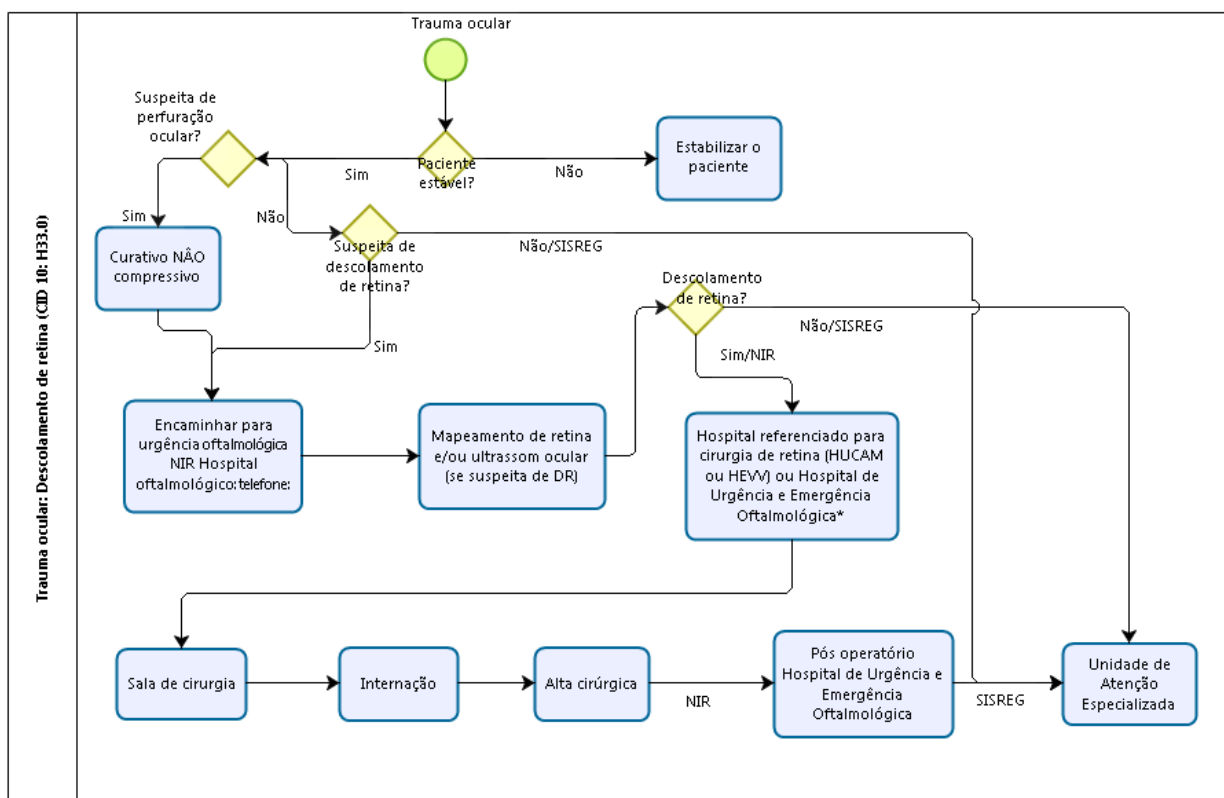 Trauma ocular: Descolamento de retina (CID 10: H33.0)
Trauma ocular
Suspeita de
perfuração
ocular?
Paciente
estável?
Sim
Não
Estabilizar o
paciente
Sim
Não
Curativo NÂO
compressivo
Suspeita de
descolamento
de retina?
Não/SISREG
Sim
Descolamento
de retina?
Não/SISREG
Sim/NIR
Encaminhar para
urgência oftalmológica
NIR Hospital
oftalmológico: telefone:
Mapeamento de retina
e/ou ultrassom ocular
(se suspeita de DR)
Hospital referenciado para
cirurgia de retina (HUCAM
ou HEVV) ou Hospital de
Urgência e Emergência
Oftalmológica*
Sala de cirurgia
Internação
Alta cirúrgica
NIR
Pós operatório
Hospital de Urgência e
Emergência
Oftalmológica
SISREG
Unidade de
Atenção
Especializada